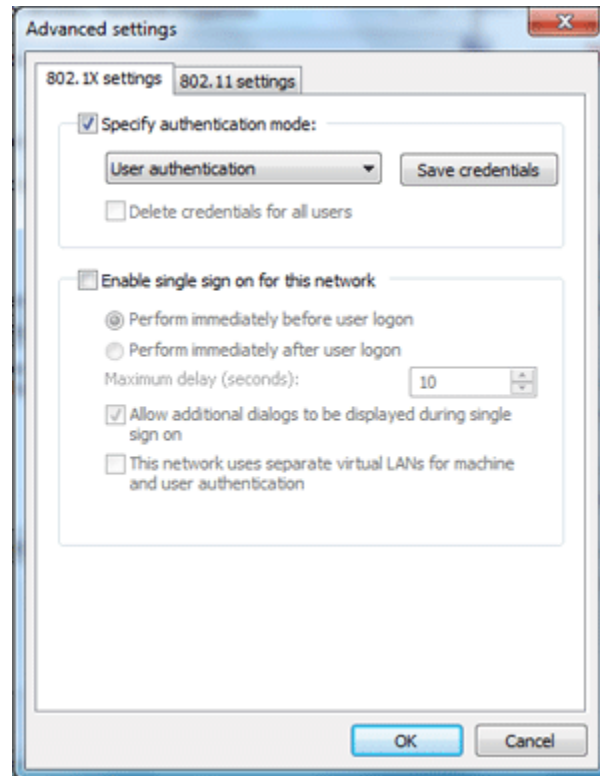 Advanced settings
802.1X settings
802.11 settings
Specify authentication mode:
User authentication
Save credentials
Delete credentials for all users
Enable single sign on for this network
Perform immediately before user logon
Perform immediately after user logon
Maximum delay (seconds):
10
Allow additional dialogs to be displayed during single
sign on
This network uses separate virtual LANs for machine
and user authentication
OK
Cancel